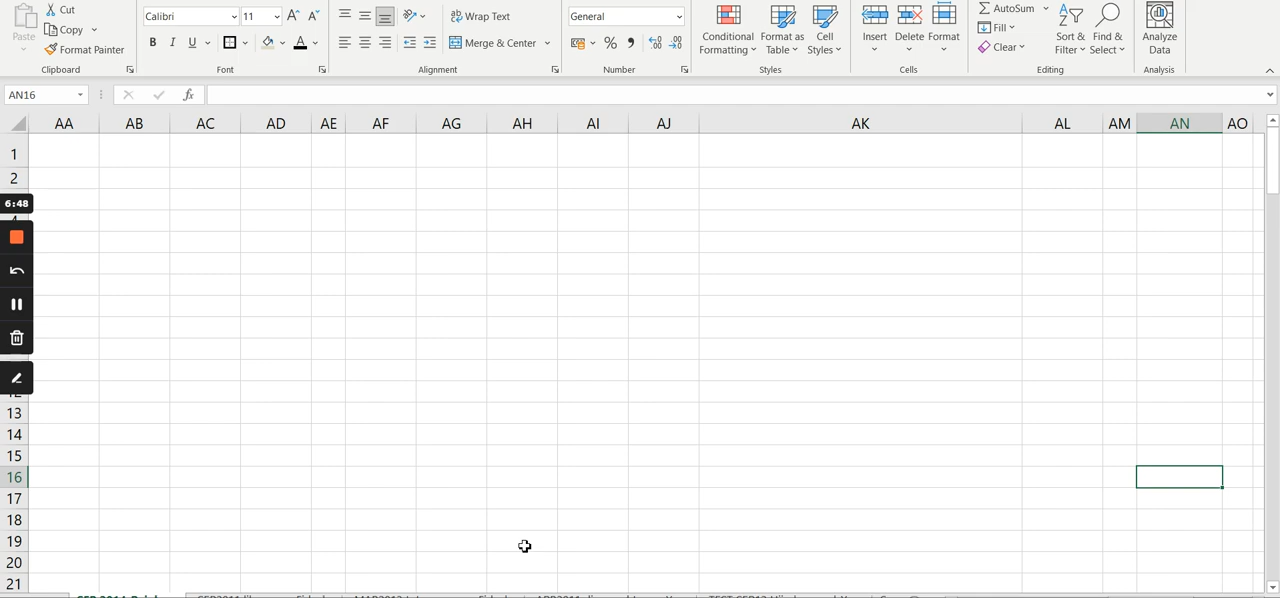 Paste
Cut
Copy
Format Painter
Clipboard
Calibri
11
B I U
Font
Wrap Text
Merge & Center
Alignment
General
% ,
Number
Conditional Formatting
Format as Table
Cell Styles
Styles
Insert
Delete
Format
Cells
AutoSum
Fill
Clear
Sort & Filter
Find & Select
Editing
Analyze Data
Analysis
AN16
fx
AA AB AC AD AE AF AG AH AI AJ AK AL AM AN AO
1
2
6:48
13
14
15
16
17
18
19
20
21